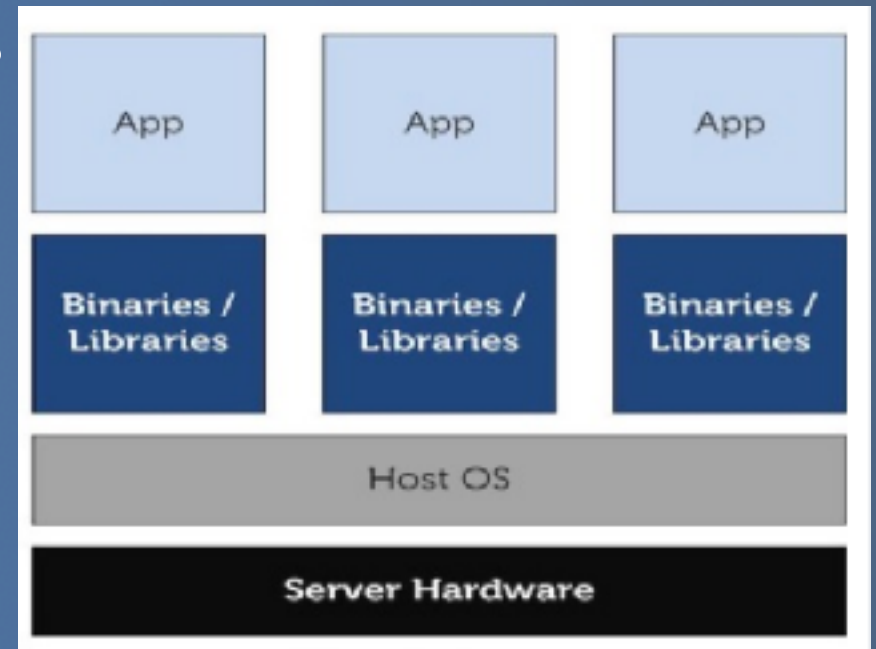 App
App
App
Binaries /
Libraries
Binaries /
Libraries
Binaries /
Libraries
Host OS
Server Hardware